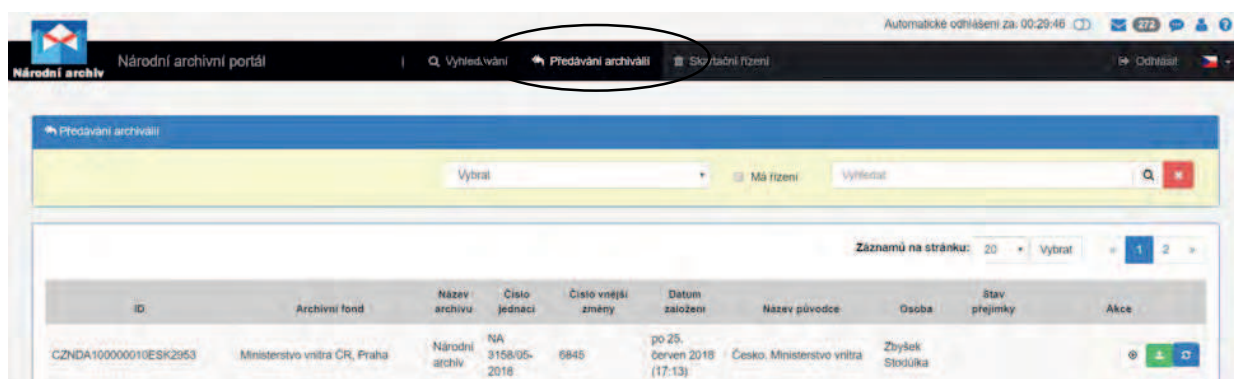 Automatické odhlášení za: 00:29:46 272
Národní archiv
Národní archivní portál Vyhledávání Předávání archiválií Skartační řízení Odhlásit
Předávání archiválií
Vybrat Má řízení Vyhledat
Záznamů na stránku: 20 Vybrat « 1 2 »
ID Archivní fond Název archivu Číslo jednací Číslo vnější změny Datum založení Název původce Osoba Stav přejímky Akce
CZNDA100000010ESK2953 Ministerstvo vnitra ČR, Praha Národní archiv NA 3158/05-2018 6845 po 25. červen 2018 (17:13) Česko. Ministerstvo vnitra Zbyšek Stodůlka